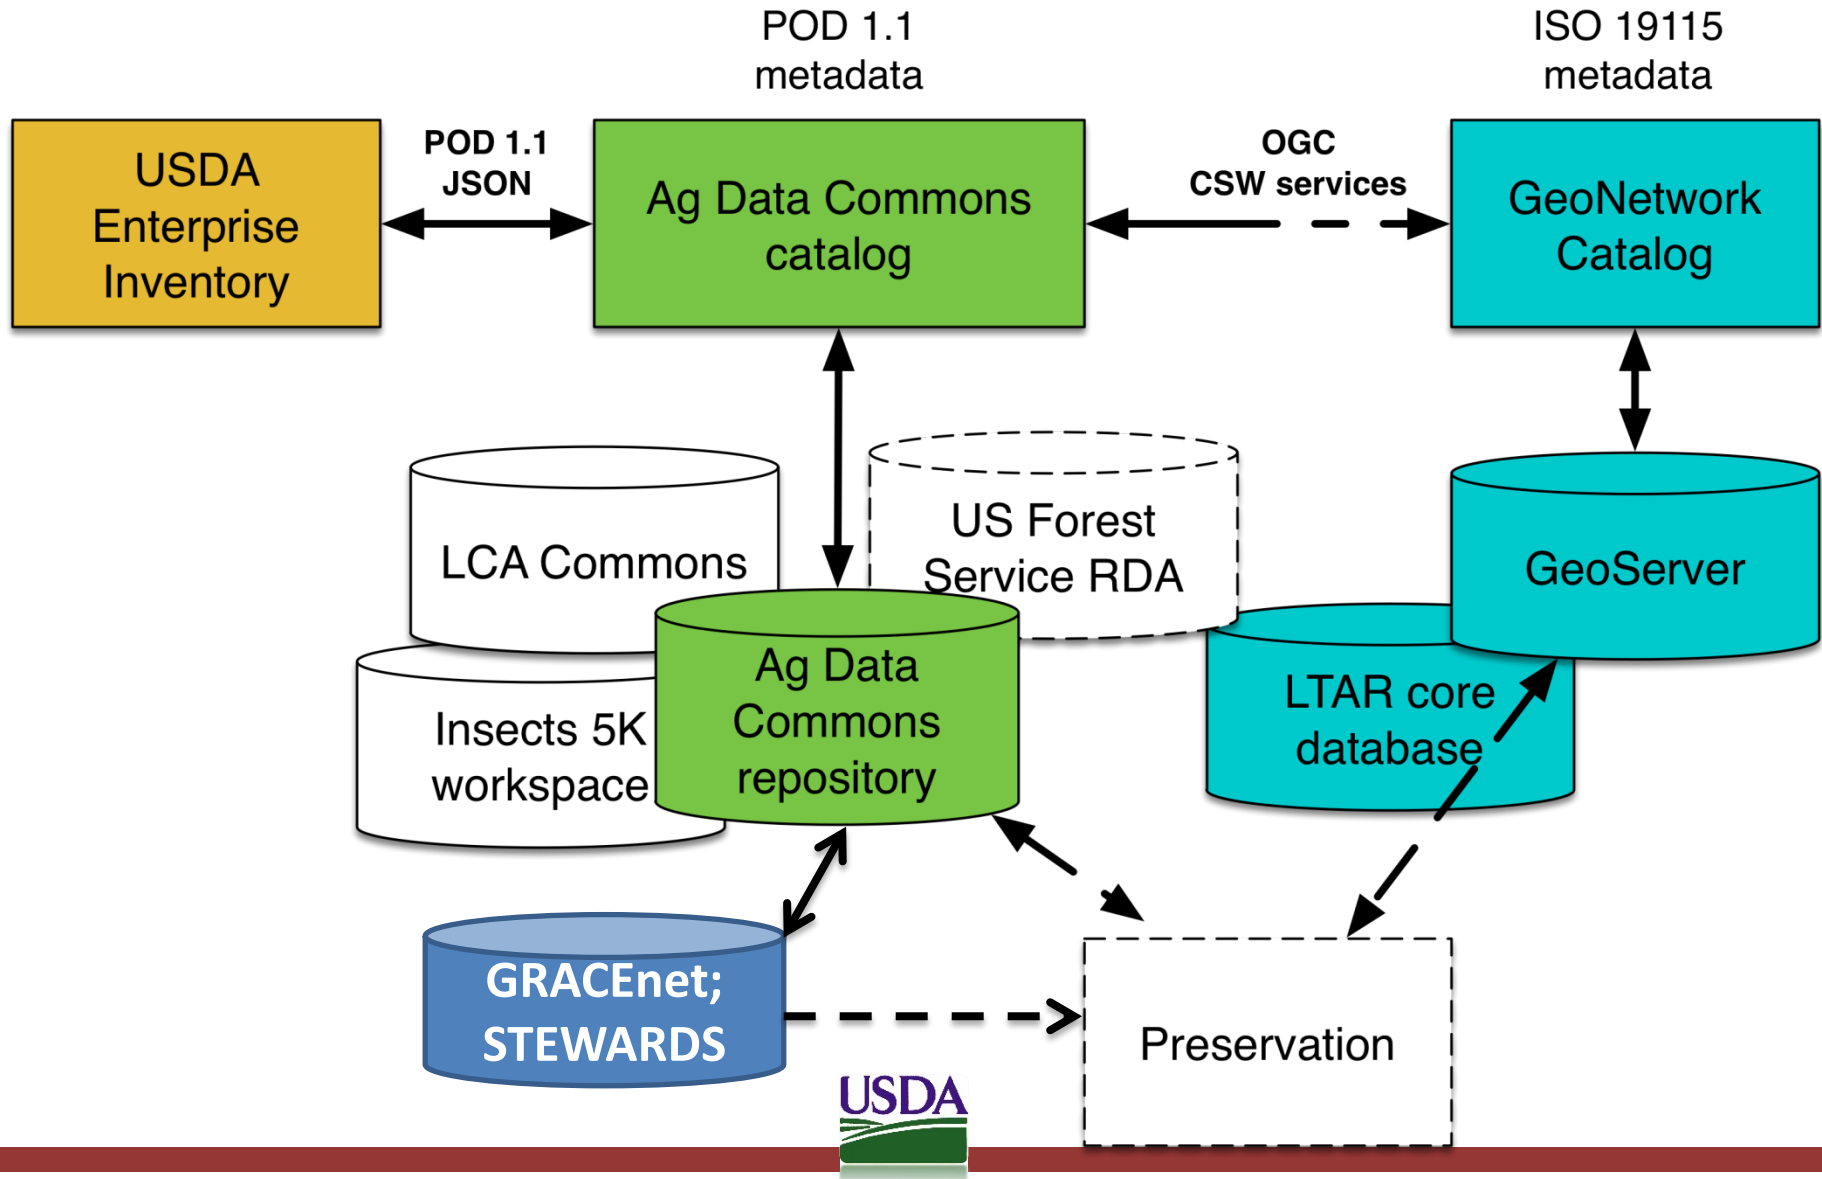 POD 1.1
metadata
ISO 19115
metadata
USDA
Enterprise
Inventory
POD 1.1
JSON
Ag Data Commons
catalog
OGC
CSW services
GeoNetwork
Catalog
LCA Commons
US Forest
Service RDA
GeoServer
Insects 5K
workspace
Ag Data
Commons
repository
LTAR core
database
GRACEnet;
STEWARDS
Preservation
USDA